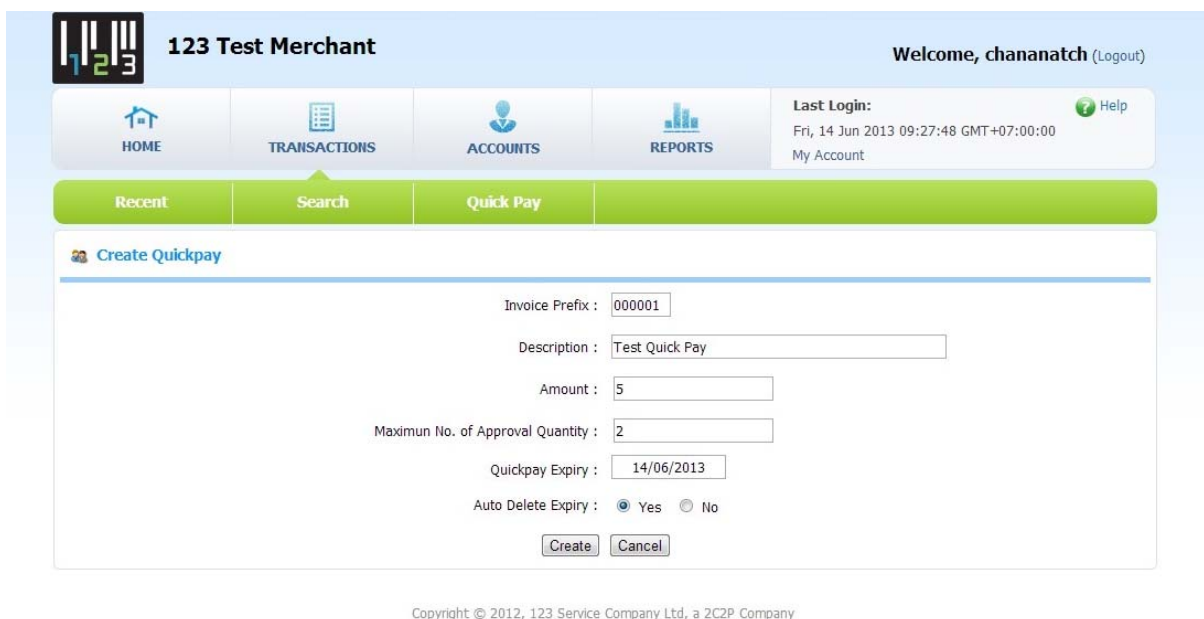 123
123 Test Merchant
Welcome, chananatch (Logout)
HOME
TRANSACTIONS
ACCOUNTS
REPORTS
Last Login:
Help
Fri, 14 Jun 2013 09:27:48 GMT+07:00:00
My Account
Recent Search Quick Pay
Create Quickpay
Invoice Prefix : 000001
Description : Test Quick Pay
Amount : 5
Maximun No. of Approval Quantity : 2
Quickpay Expiry : 14/06/2013
Auto Delete Expiry : Yes No
Create Cancel
Copyright © 2012, 123 Service Company Ltd, a 2C2P Company